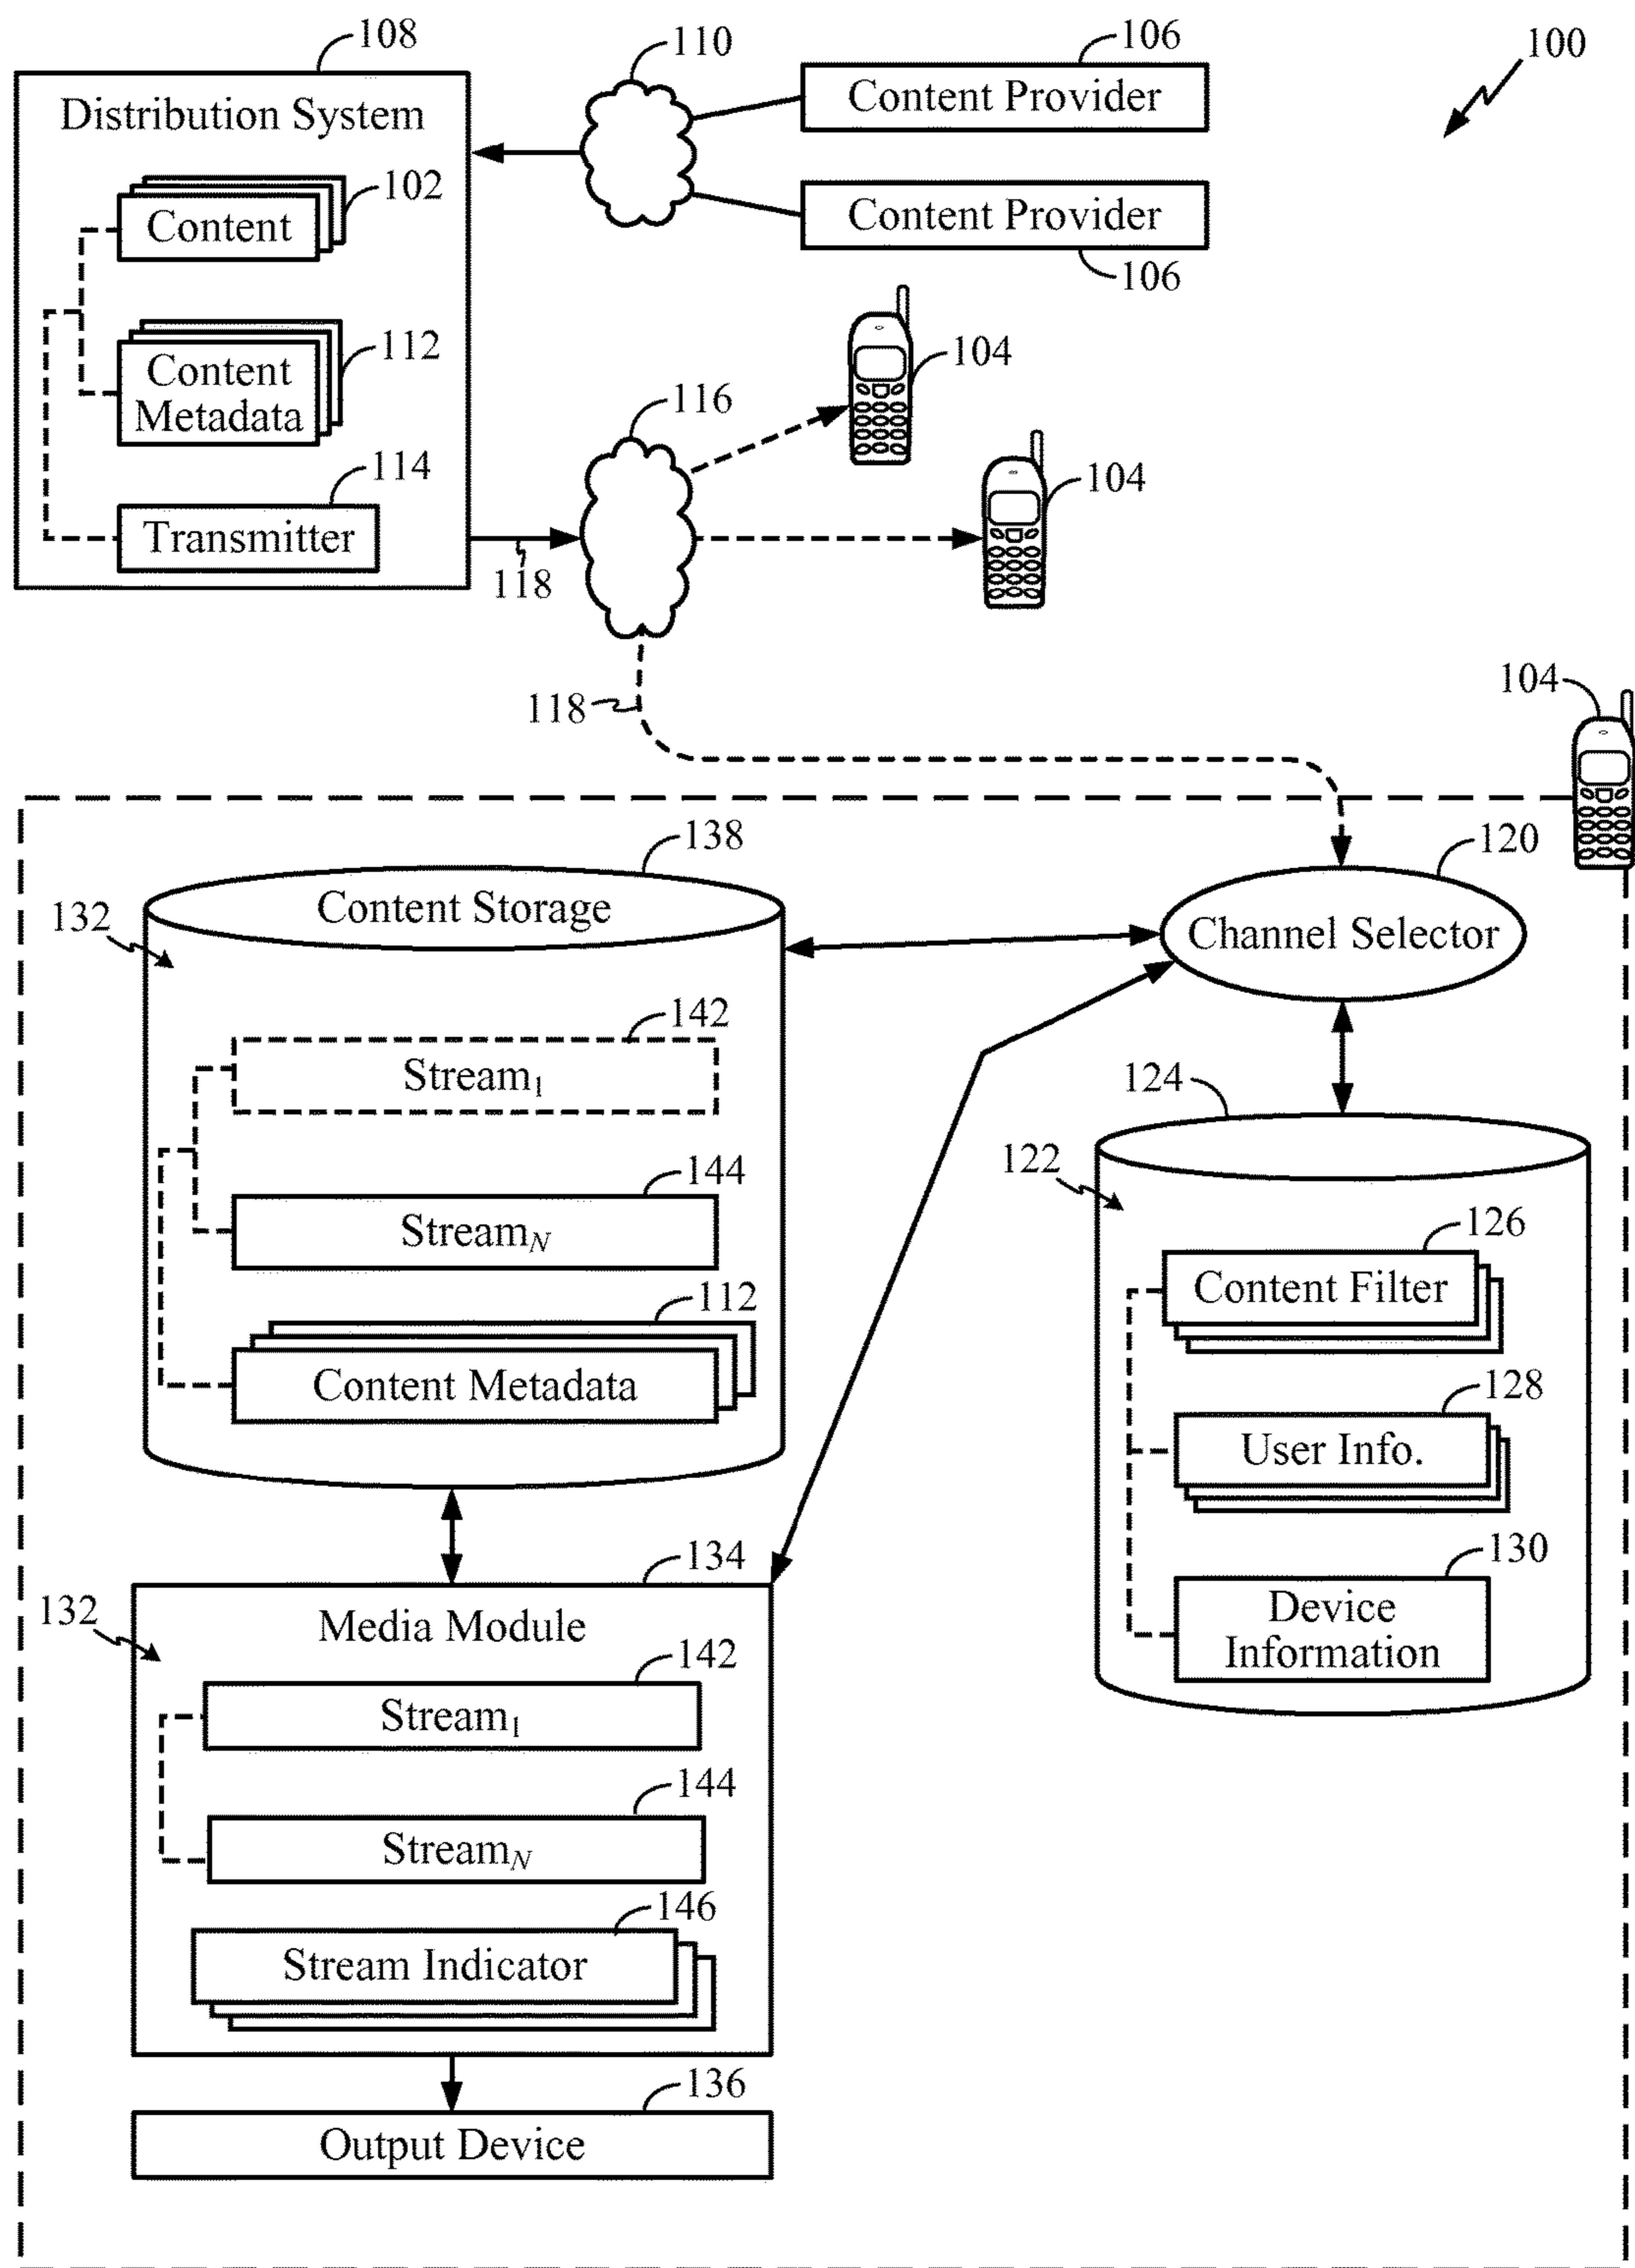 108
110
106
100
Distribution System
Content Provider
102
Content
Content Provider
106
112
Content
Metadata
104
116
114
104
Transmitter
118
118
104
138
120
132
Content Storage
Channel Selector
142
Stream1
124
144
122
StreamN
126
112
Content Filter
Content Metadata
128
User Info.
134
130
132
Media Module
Device
Information
142
Stream1
144
StreamN
146
Stream Indicator
136
Output Device